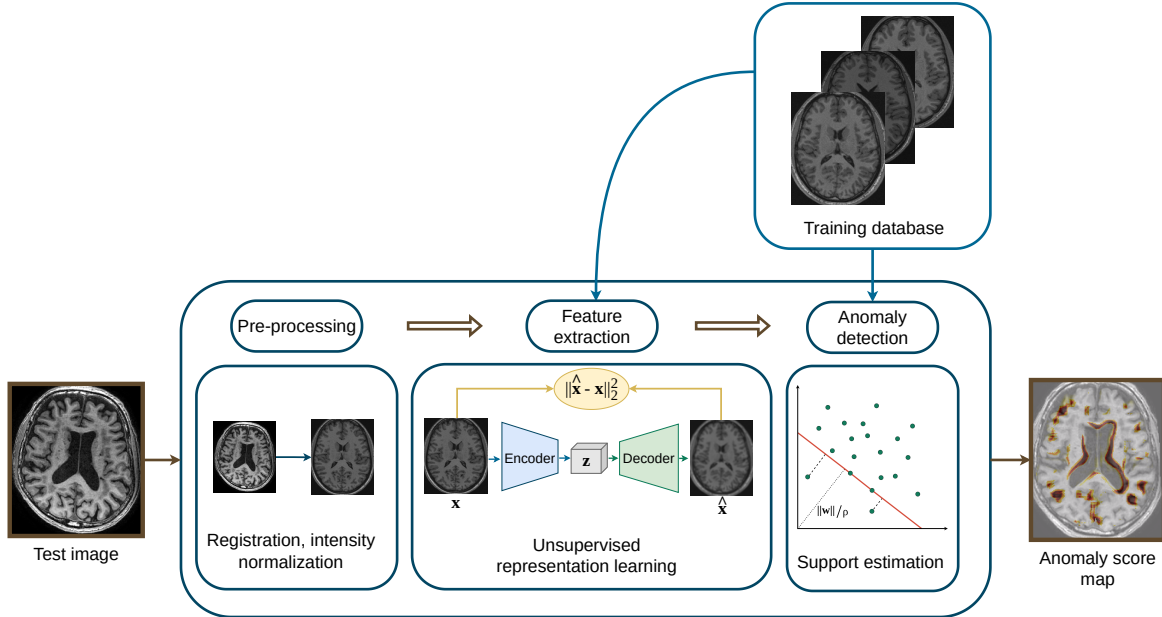 Training database
Pre-processing
Feature
extraction
Anomaly
detection
‖x̂ - x‖₂²
Encoder
z
Decoder
x
x̂
‖w‖/ρ
Test image
Registration, intensity
normalization
Unsupervised
representation learning
Support estimation
Anomaly score
map